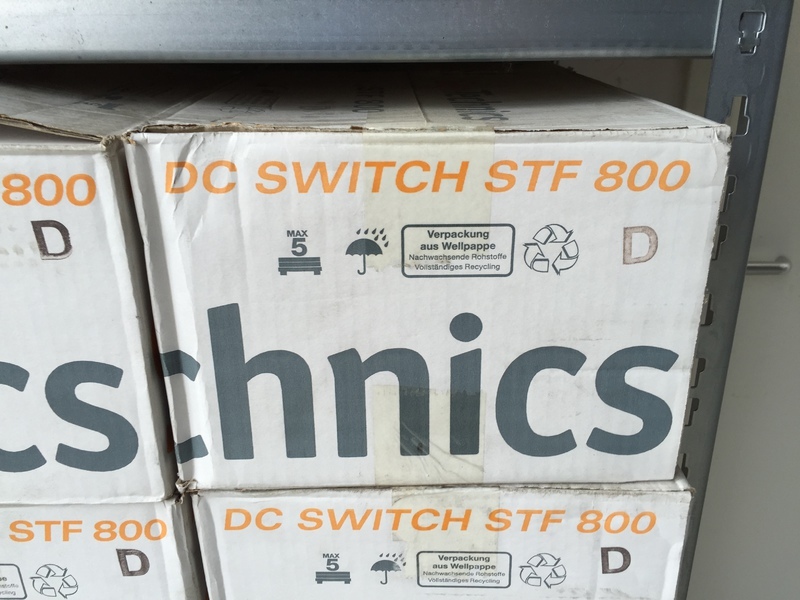 DC SWITCH STF 800
MAX
5
Verpackung
aus Wellpappe
Nachwachsende Rohstoffe
Vollständiges Recycling
D
chnics
800
D
cs
STF 800
D
DC SWITCH STF 800
MAX
5
Verpackung
aus Wellpappe
Nachwachsende Rohstoffe
Vollständiges Recycling
D